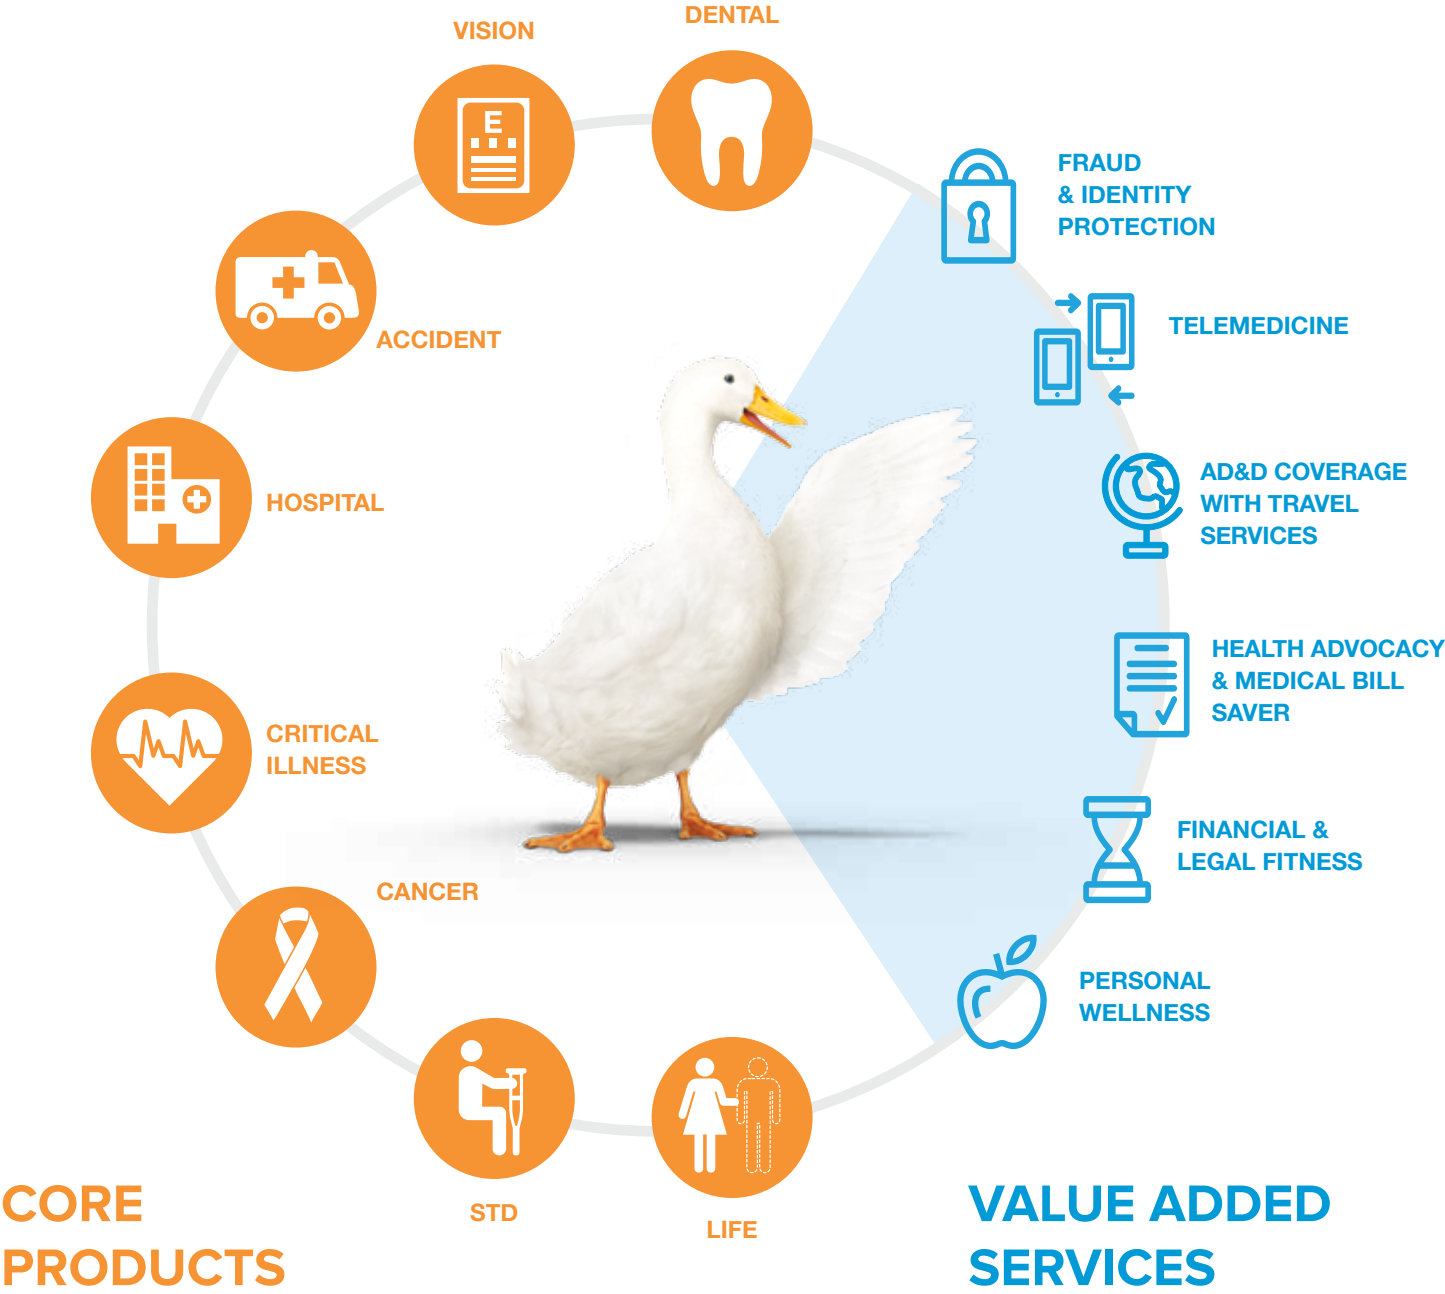 DENTAL
VISION
ACCIDENT
HOSPITAL
CRITICAL
ILLNESS
CANCER
STD
LIFE
E
FRAUD
& IDENTITY
PROTECTION
TELEMEDICINE
AD&D COVERAGE
WITH TRAVEL
SERVICES
HEALTH ADVOCACY
& MEDICAL BILL
SAVER
FINANCIAL &
LEGAL FITNESS
PERSONAL
WELLNESS
CORE
PRODUCTS
VALUE ADDED
SERVICES